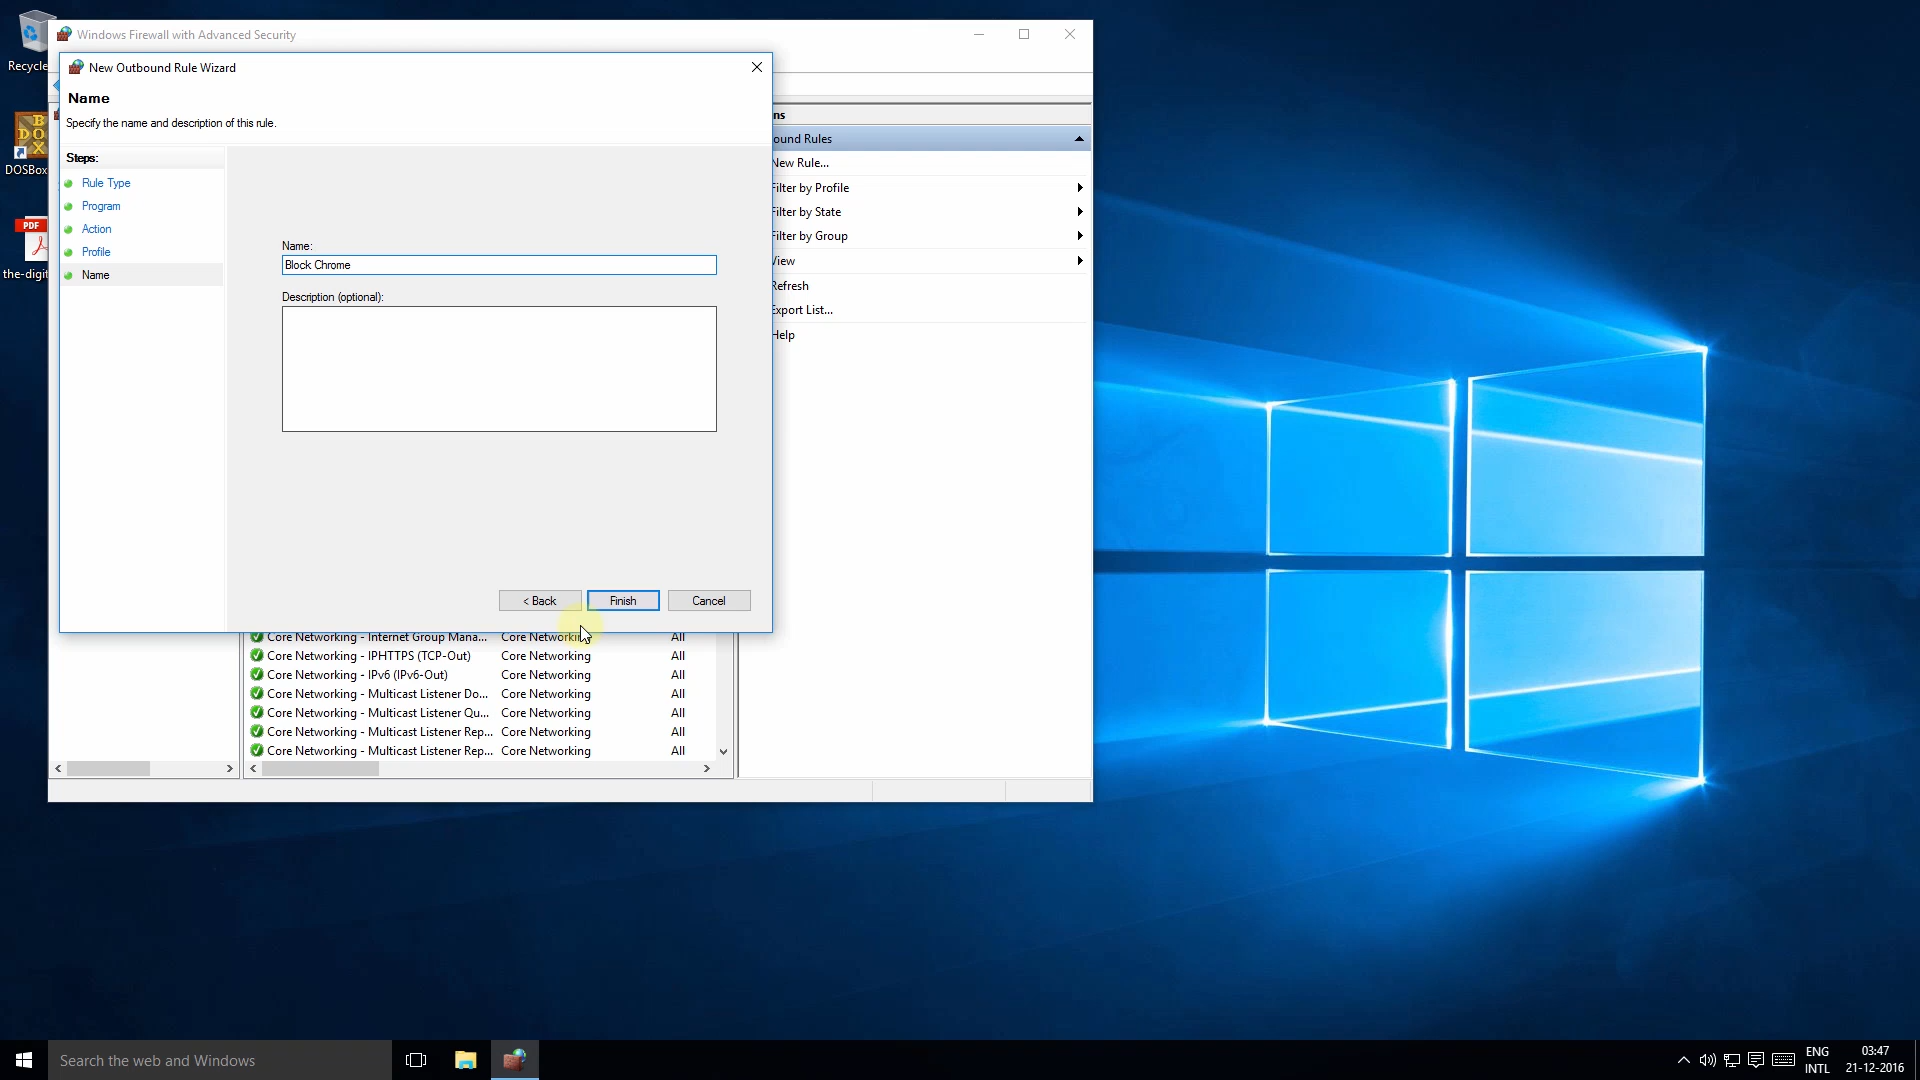 Recycle
DOSBox
PDF
the-digit
Windows Firewall with Advanced Security
New Outbound Rule Wizard
Name
Specify the name and description of this rule.
Steps:
Rule Type
Program
Action
Profile
Name
Name:
Block Chrome
Description (optional):
< Back
Finish
Cancel
ns
ound Rules
New Rule...
Filter by Profile
Filter by State
Filter by Group
View
Refresh
Export List...
Help
Core Networking - Internet Group Mana... Core Networking All
Core Networking - IPHTTPS (TCP-Out) Core Networking All
Core Networking - IPv6 (IPv6-Out) Core Networking All
Core Networking - Multicast Listener Do... Core Networking All
Core Networking - Multicast Listener Qu... Core Networking All
Core Networking - Multicast Listener Rep... Core Networking All
Core Networking - Multicast Listener Rep... Core Networking All
Search the web and Windows
ENG
INTL
03:47
21-12-2016